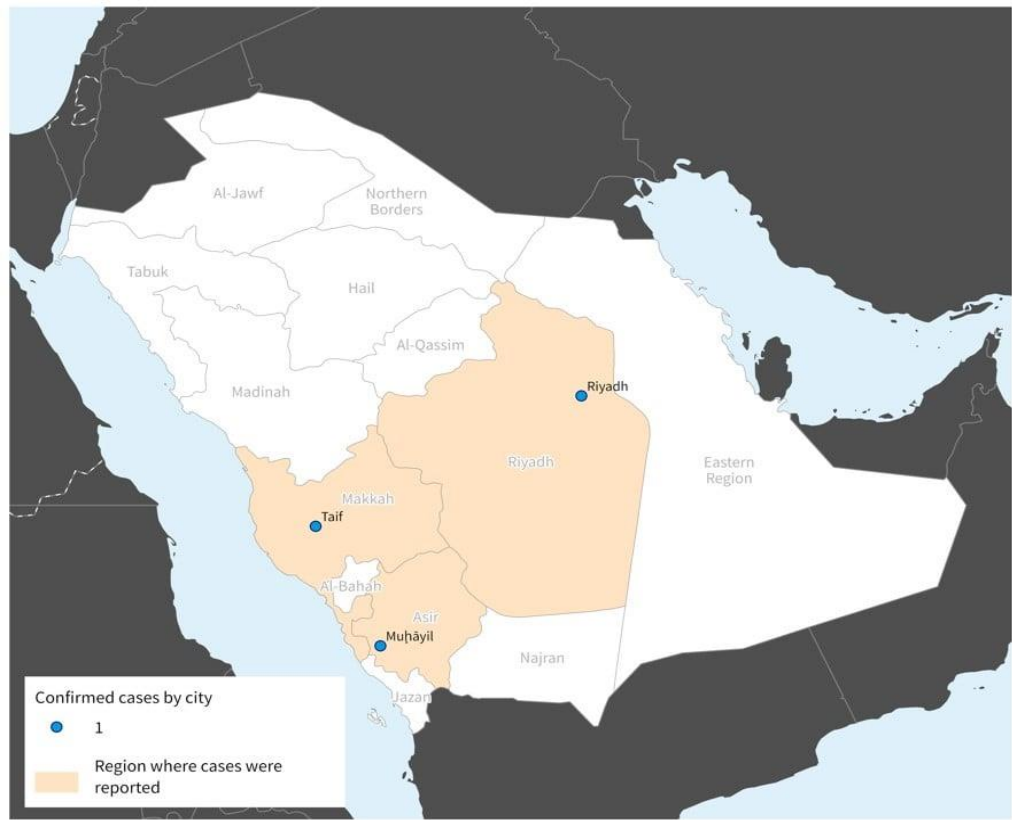 Al-Jawf
Northern
Borders
Tabuk
Hail
Al-Qassim
Riyadh
Madinah
Riyadh
Eastern
Region
Makkah
Taif
Al-Bahah
Asir
Muḩāyil
Najran
Jazan
Confirmed cases by city
1
Region where cases were
reported